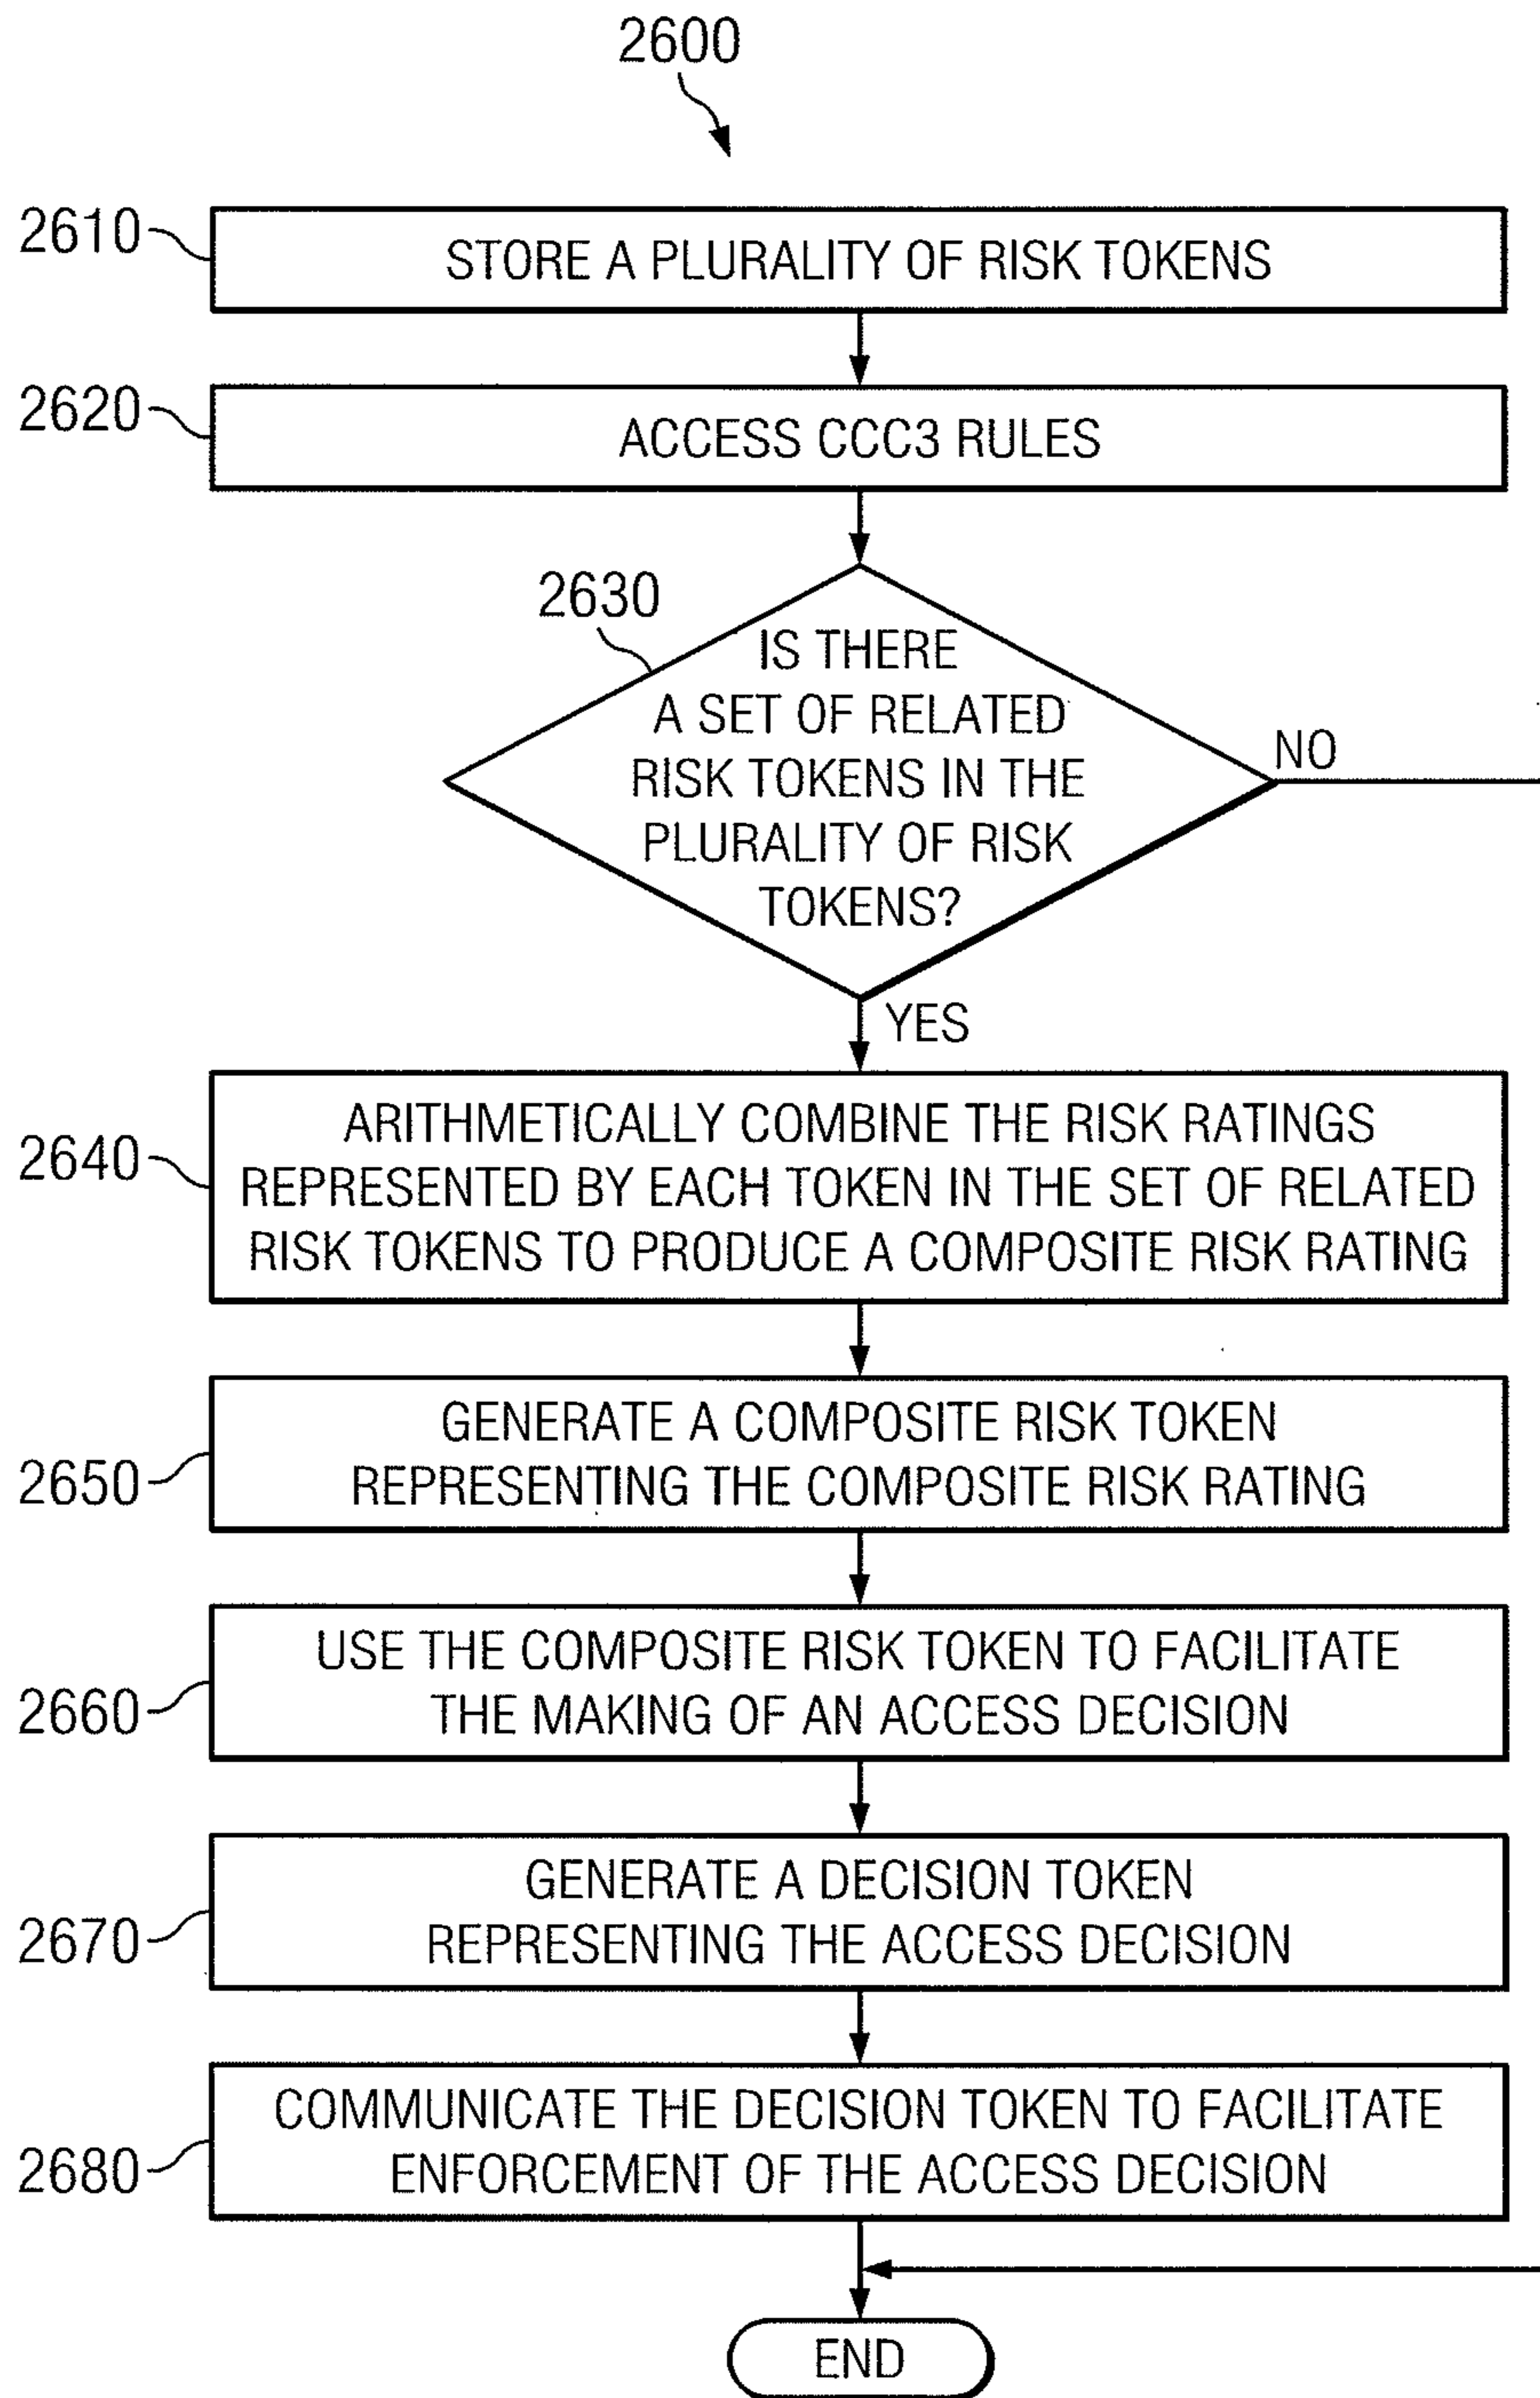 2600
2610
STORE A PLURALITY OF RISK TOKENS
2620
ACCESS CCC3 RULES
2630
IS THERE
A SET OF RELATED
RISK TOKENS IN THE
PLURALITY OF RISK
TOKENS?
NO
YES
2640
ARITHMETICALLY COMBINE THE RISK RATINGS
REPRESENTED BY EACH TOKEN IN THE SET OF RELATED
RISK TOKENS TO PRODUCE A COMPOSITE RISK RATING
2650
GENERATE A COMPOSITE RISK TOKEN
REPRESENTING THE COMPOSITE RISK RATING
2660
USE THE COMPOSITE RISK TOKEN TO FACILITATE
THE MAKING OF AN ACCESS DECISION
2670
GENERATE A DECISION TOKEN
REPRESENTING THE ACCESS DECISION
2680
COMMUNICATE THE DECISION TOKEN TO FACILITATE
ENFORCEMENT OF THE ACCESS DECISION
END